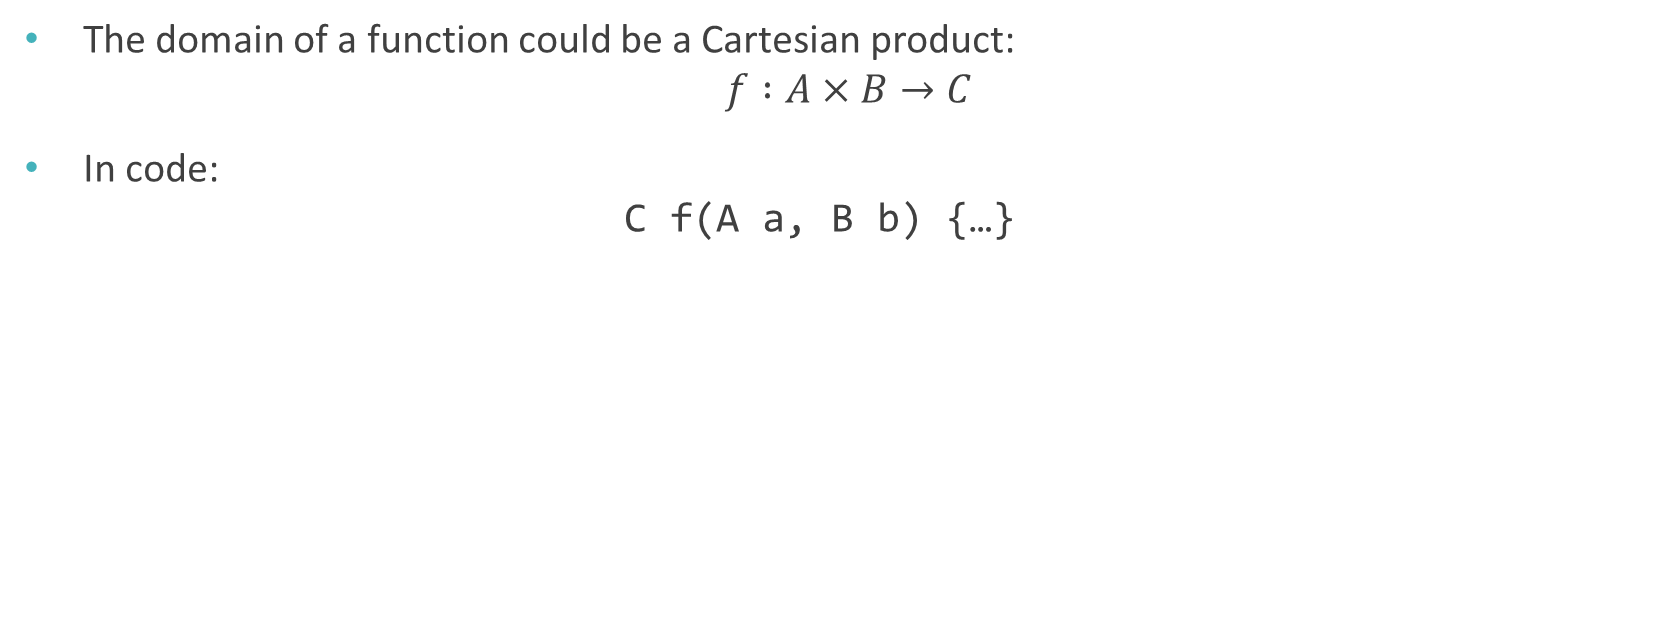 • The domain of a function could be a Cartesian product:
f : A × B → C
• In code:
C f(A a, B b) {…}